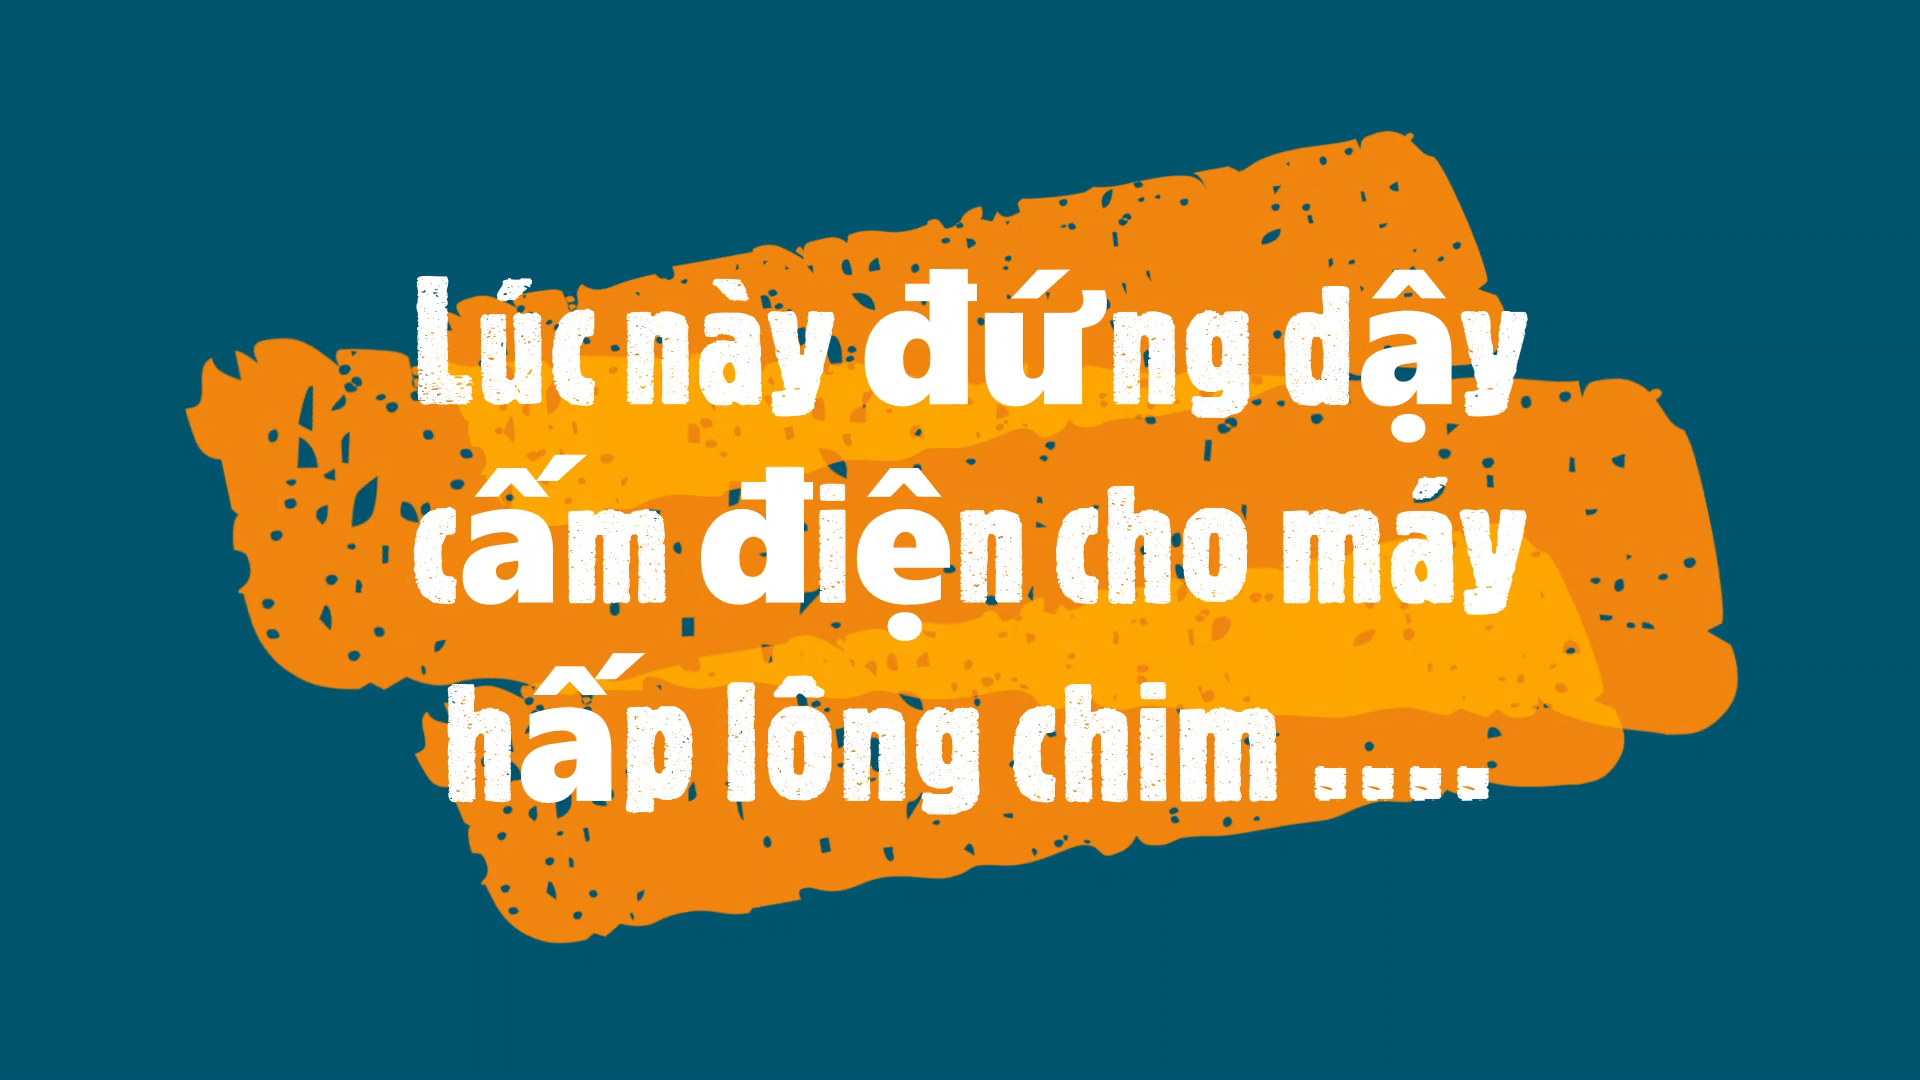 Lúc này đứng dậy
cấm điện cho máy
hấp lông chim ....